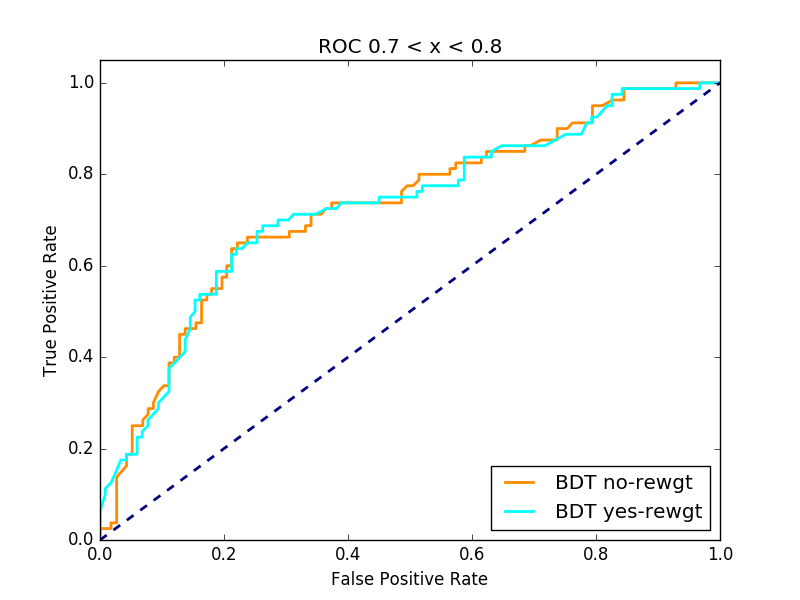 ROC 0.7 < x < 0.8
1.0
0.8
0.6
0.4
0.2
0.0
True Positive Rate
BDT no-rewgt
BDT yes-rewgt
0.0 0.2 0.4 0.6 0.8 1.0
False Positive Rate